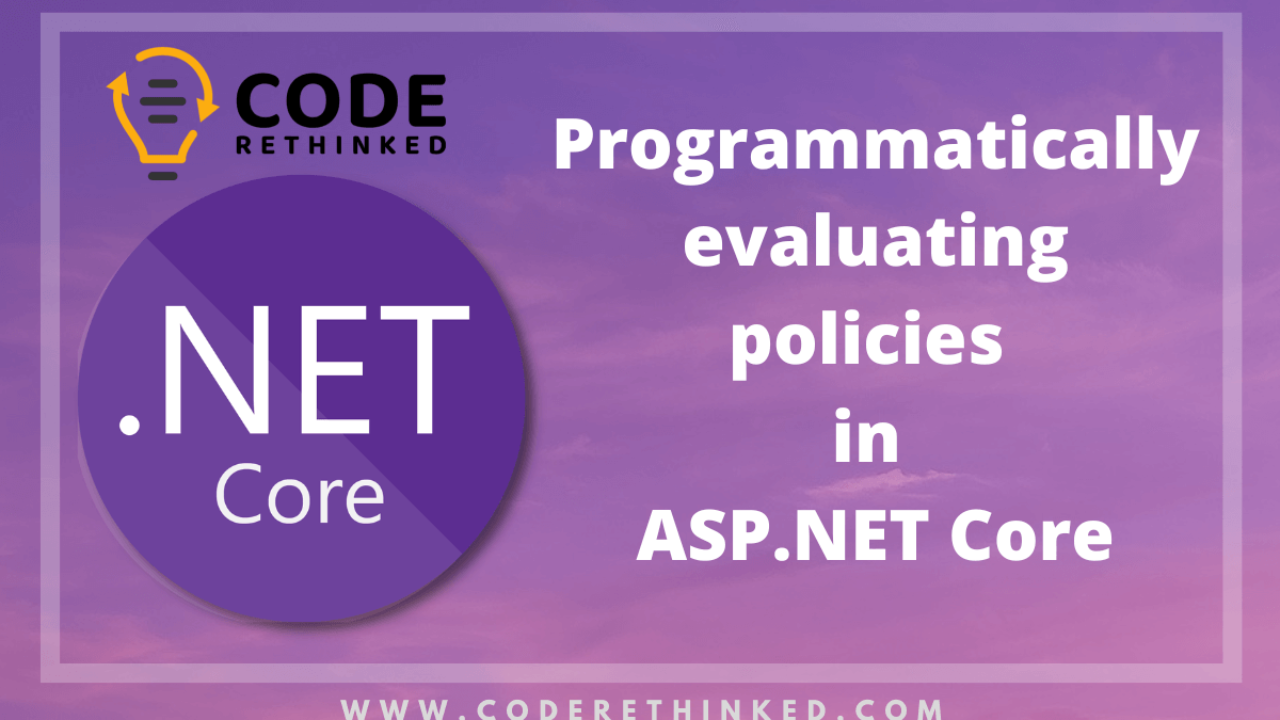 CODE
RETHINKED
.NET
Core
Programmatically
evaluating
policies
in
ASP.NET Core
WWW.CODERETHINKED.COM